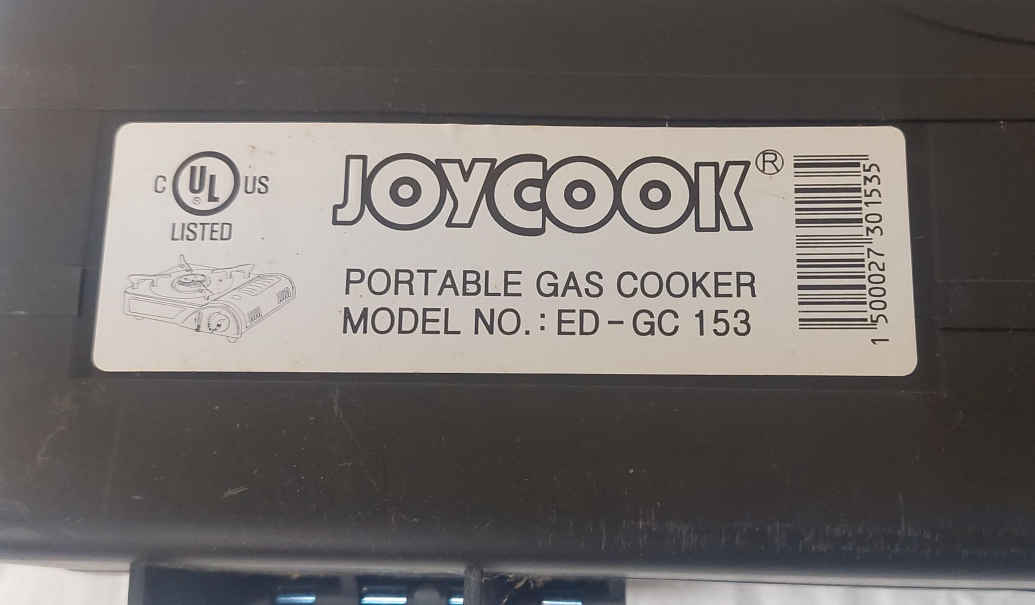 C UL US
®
LISTED
JOYCOOK®
PORTABLE GAS COOKER
MODEL NO. : ED-GC 153
1 500027 301535